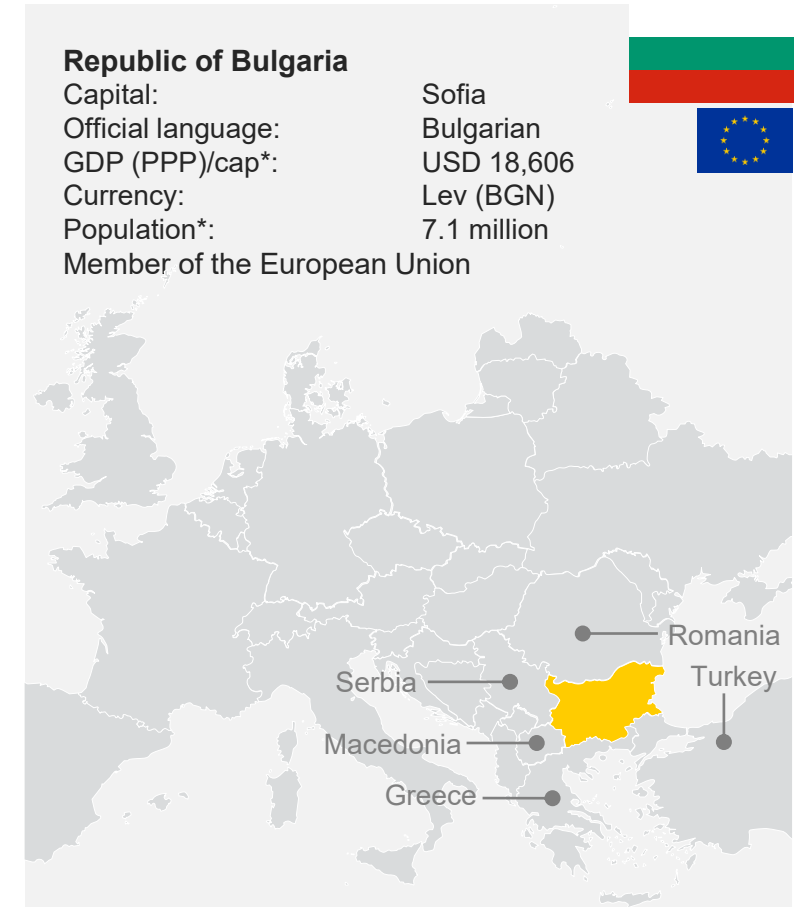 Republic of Bulgaria
Capital: Sofia
Official language: Bulgarian
GDP (PPP)/cap*: USD 18,606
Currency: Lev (BGN)
Population*: 7.1 million
Member of the European Union
Romania
Turkey
Serbia
Macedonia
Greece